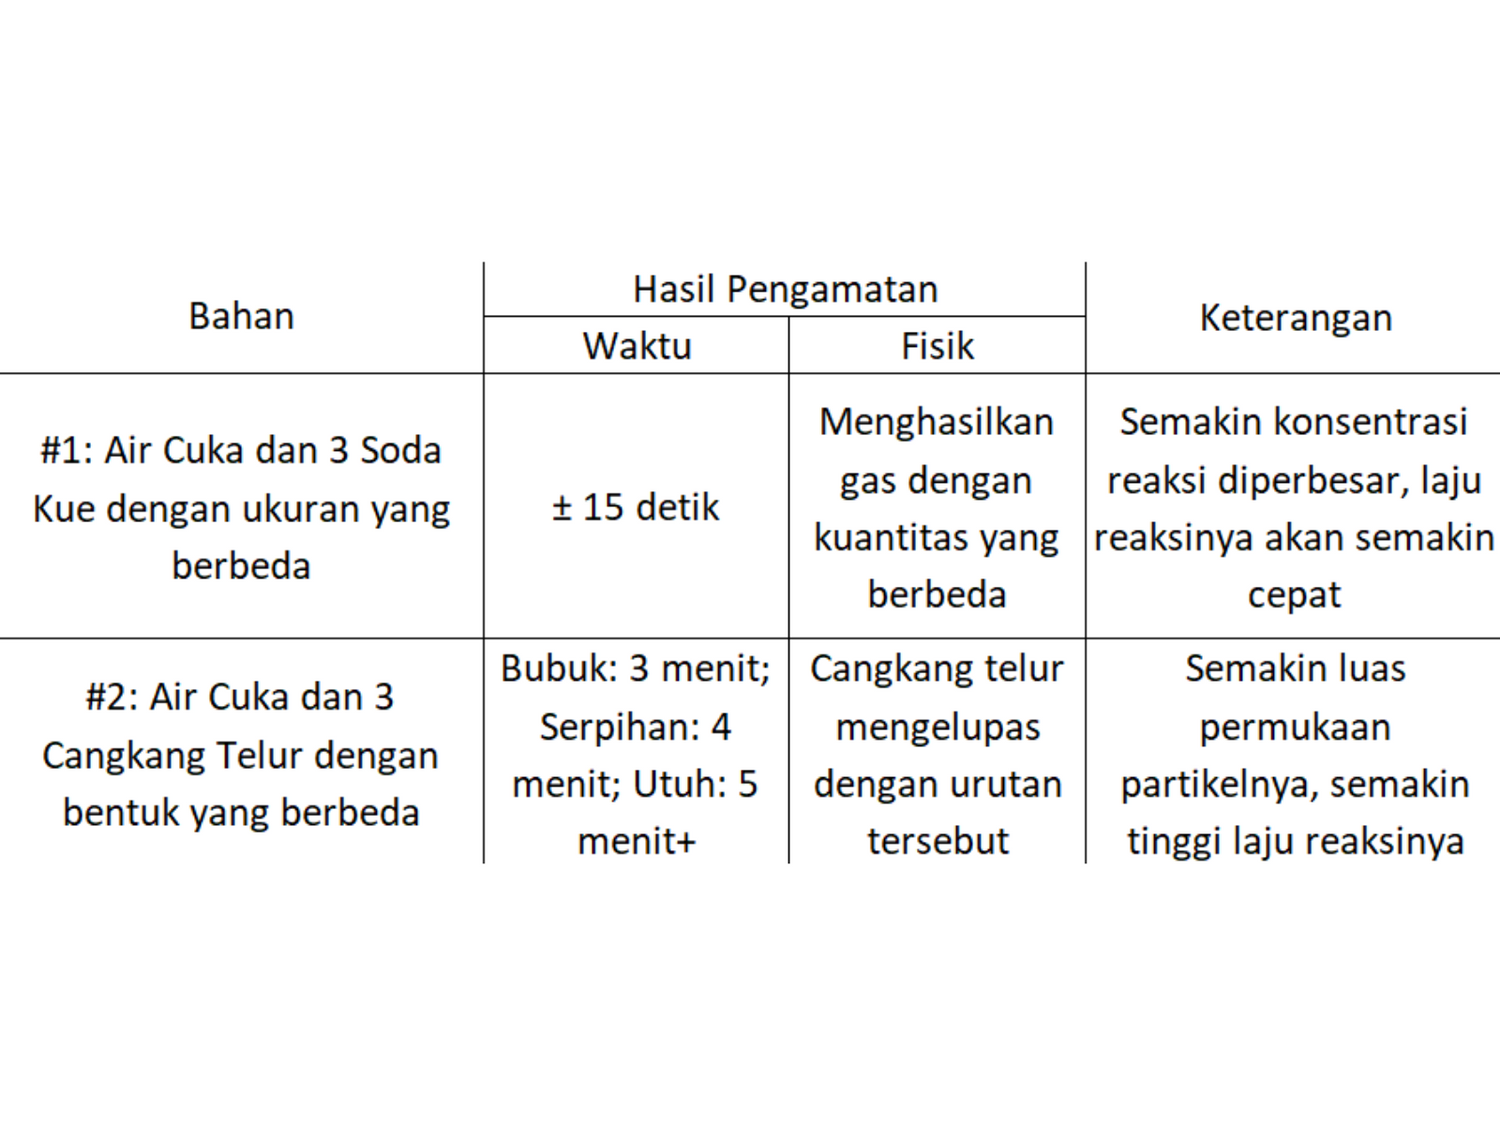 Bahan
Hasil Pengamatan
Keterangan
Waktu
Fisik
#1: Air Cuka dan 3 Soda
Kue dengan ukuran yang
berbeda
± 15 detik
Menghasilkan
gas dengan
kuantitas yang
berbeda
Semakin konsentrasi
reaksi diperbesar, laju
reaksinya akan semakin
cepat
#2: Air Cuka dan 3
Cangkang Telur dengan
bentuk yang berbeda
Bubuk: 3 menit;
Serpihan: 4
menit; Utuh: 5
menit+
Cangkang telur
mengelupas
dengan urutan
tersebut
Semakin luas
permukaan
partikelnya, semakin
tinggi laju reaksinya